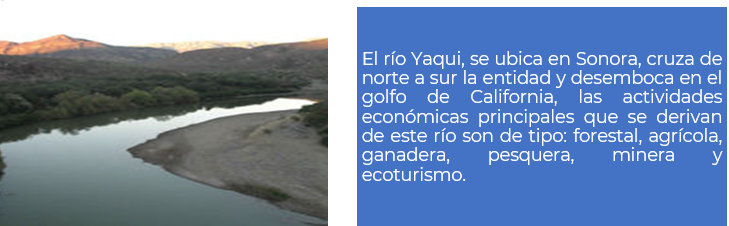 El río Yaqui, se ubica en Sonora, cruza de
norte a sur la entidad y desemboca en el
golfo de California, las actividades
económicas principales que se derivan
de este río son de tipo: forestal, agrícola,
ganadera, pesquera, minera y
ecoturismo.